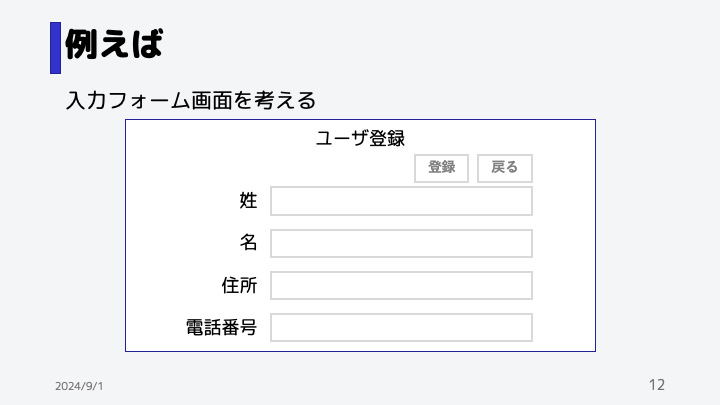 例えば
入力フォーム画面を考える
ユーザ登録
登録 戻る
姓
名
住所
電話番号
2024/9/1
12